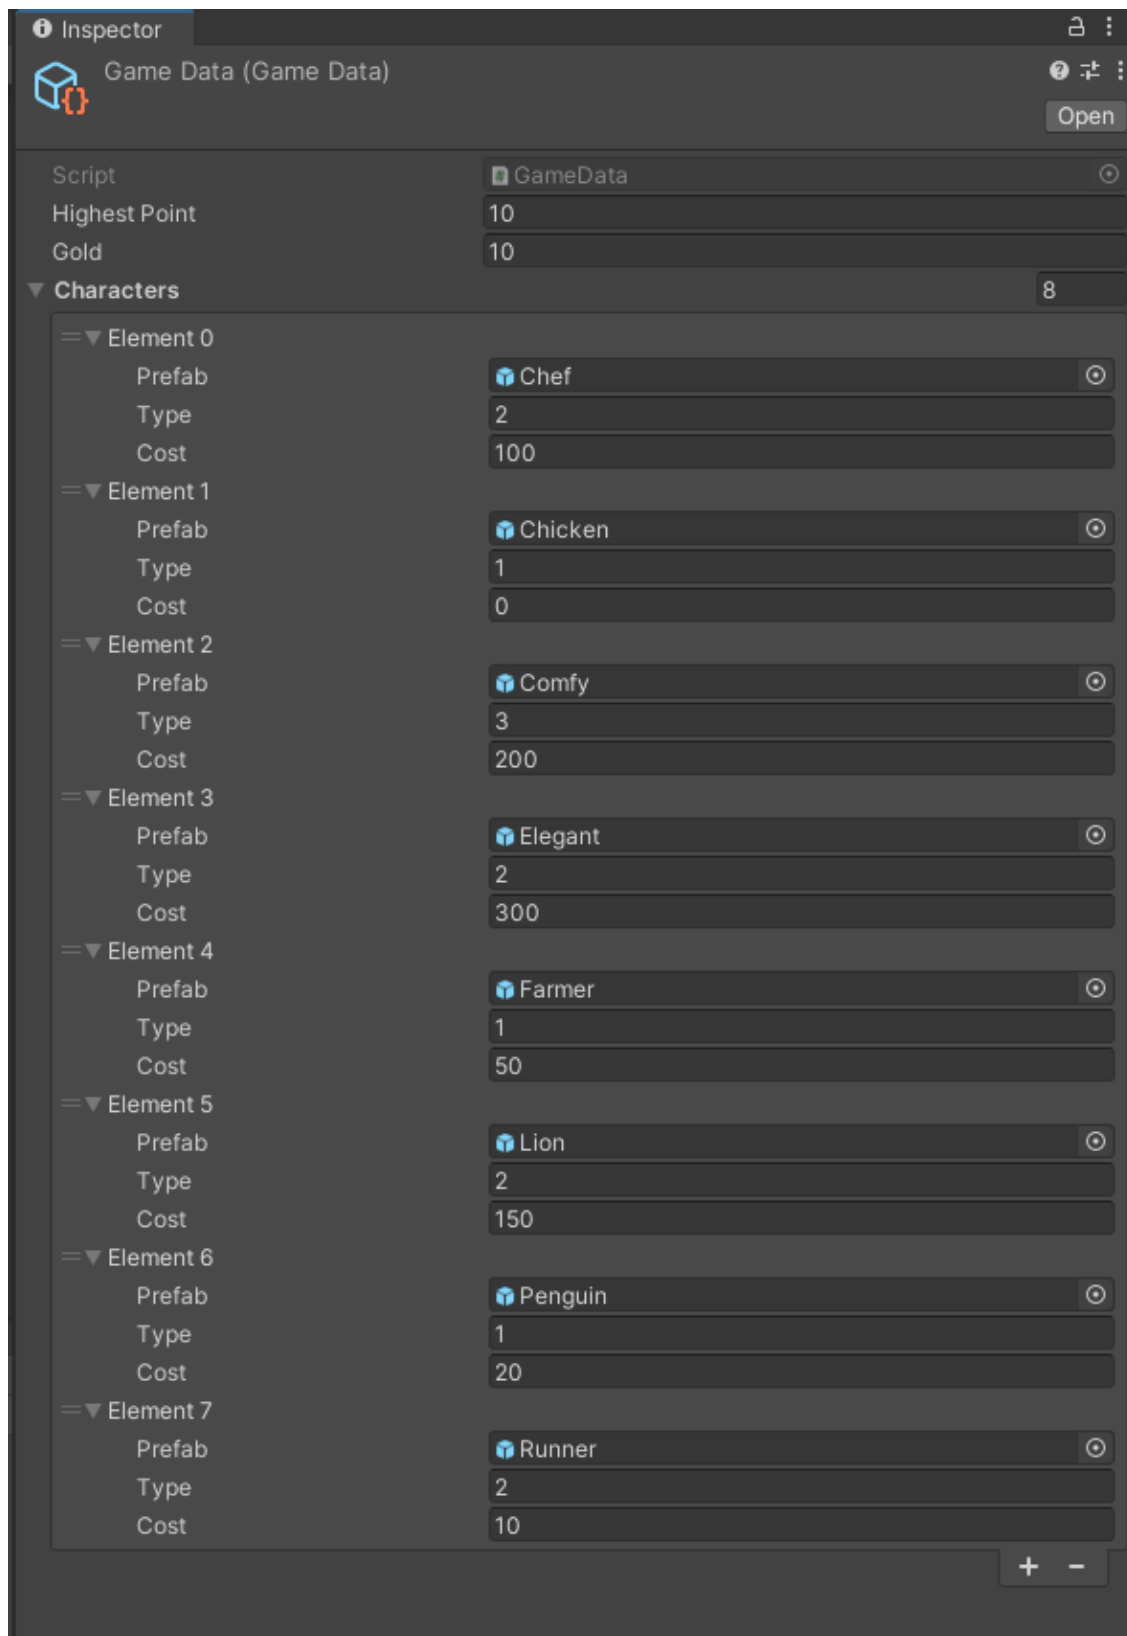 Inspector
Game Data (Game Data)
Open
Script GameData
Highest Point 10
Gold 10
Characters 8
Element 0
Prefab Chef
Type 2
Cost 100
Element 1
Prefab Chicken
Type 1
Cost 0
Element 2
Prefab Comfy
Type 3
Cost 200
Element 3
Prefab Elegant
Type 2
Cost 300
Element 4
Prefab Farmer
Type 1
Cost 50
Element 5
Prefab Lion
Type 2
Cost 150
Element 6
Prefab Penguin
Type 1
Cost 20
Element 7
Prefab Runner
Type 2
Cost 10
+ -